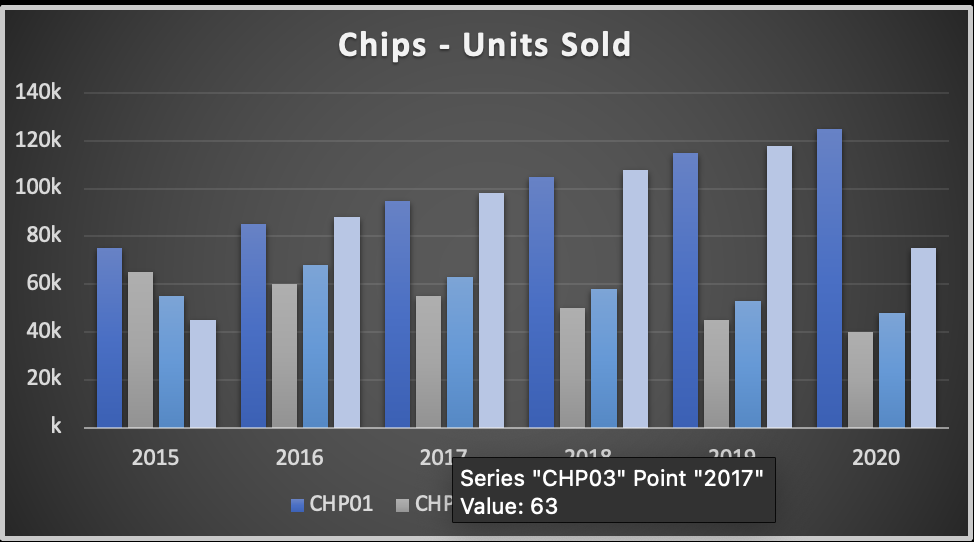 Chips - Units Sold
140k
120k
100k
80k
60k
40k
20k
k
2015 2016 2017 2018 2019 2020
CHP01 CHP
Series "CHP03" Point "2017"
Value: 63